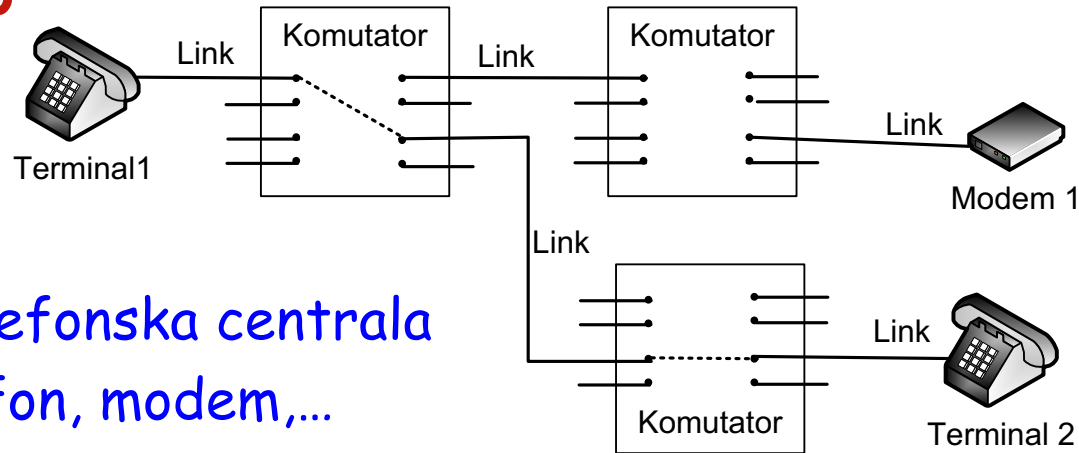 Komutator
Komutator
Link
Link
Terminal1
Link
Modem 1
Link
efonska centrala
fon, modem,...
Link
Komutator
Terminal 2